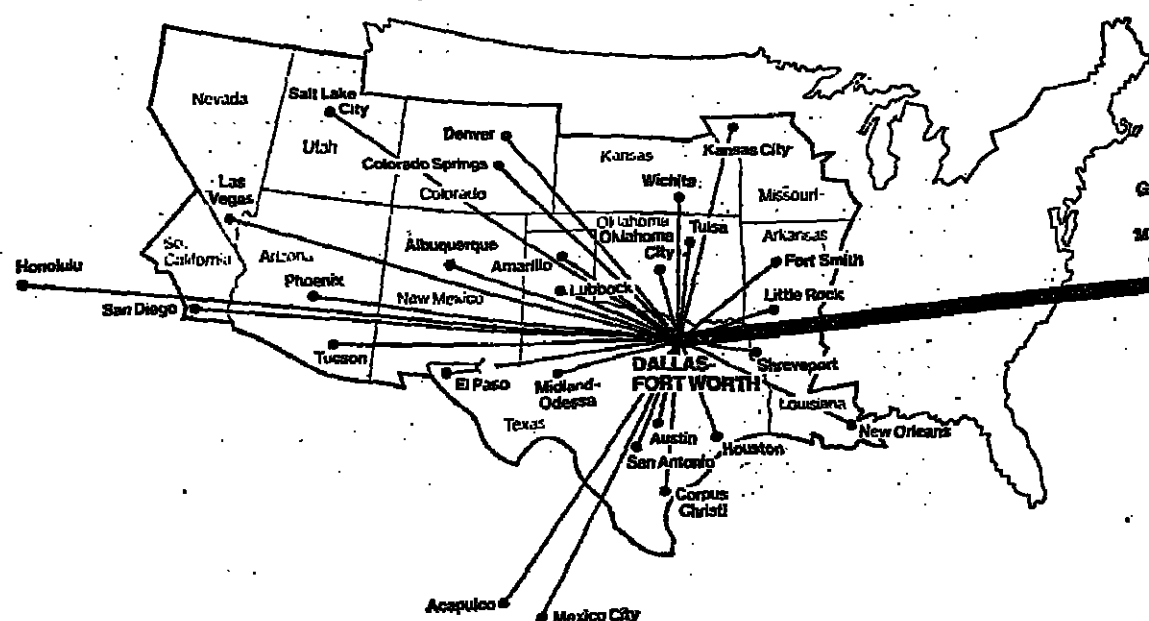 Nevada
Salt Lake
City
Utah
Denver
Colorado Springs
Colorado
Kansas
Kansas City
Wichita
Missouri
Las
Vegas
So.
California
Arizona
Albuquerque
Amarillo
Oklahoma
Oklahoma
City
Tulsa
Arkansas
Fort Smith
G
M
Honolulu
San Diego
Phoenix
New Mexico
Lubbock
Little Rock
Tucson
El Paso
Midland-
Odessa
DALLAS-
FORT WORTH
Shreveport
Texas
Louisiana
New Orleans
Austin
San Antonio
Houston
Corpus
Christi
Acapulco
Mexico City